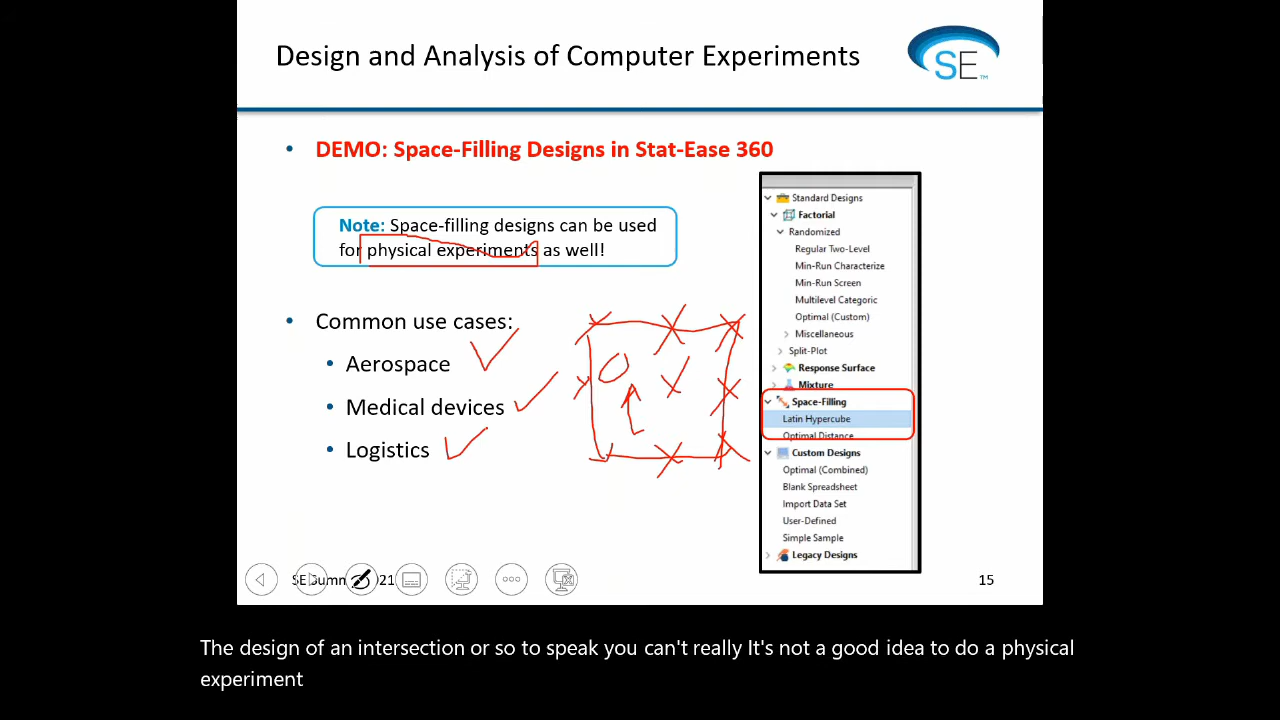 Design and Analysis of Computer Experiments
SE™
• DEMO: Space-Filling Designs in Stat-Ease 360
Note: Space-filling designs can be used
for physical experiments as well!
• Common use cases:
• Aerospace
• Medical devices
• Logistics
Standard Designs
Factorial
Randomized
Regular Two-Level
Min-Run Characterize
Min-Run Screen
Multilevel Categoric
Optimal (Custom)
Miscellaneous
Split-Plot
Response Surface
Mixture
Space-Filling
Latin Hypercube
Optimal Distance
Custom Designs
Optimal (Combined)
Blank Spreadsheet
Import Data Set
User-Defined
Simple Sample
Legacy Designs
15
The design of an intersection or so to speak you can't really It's not a good idea to do a physical
experiment